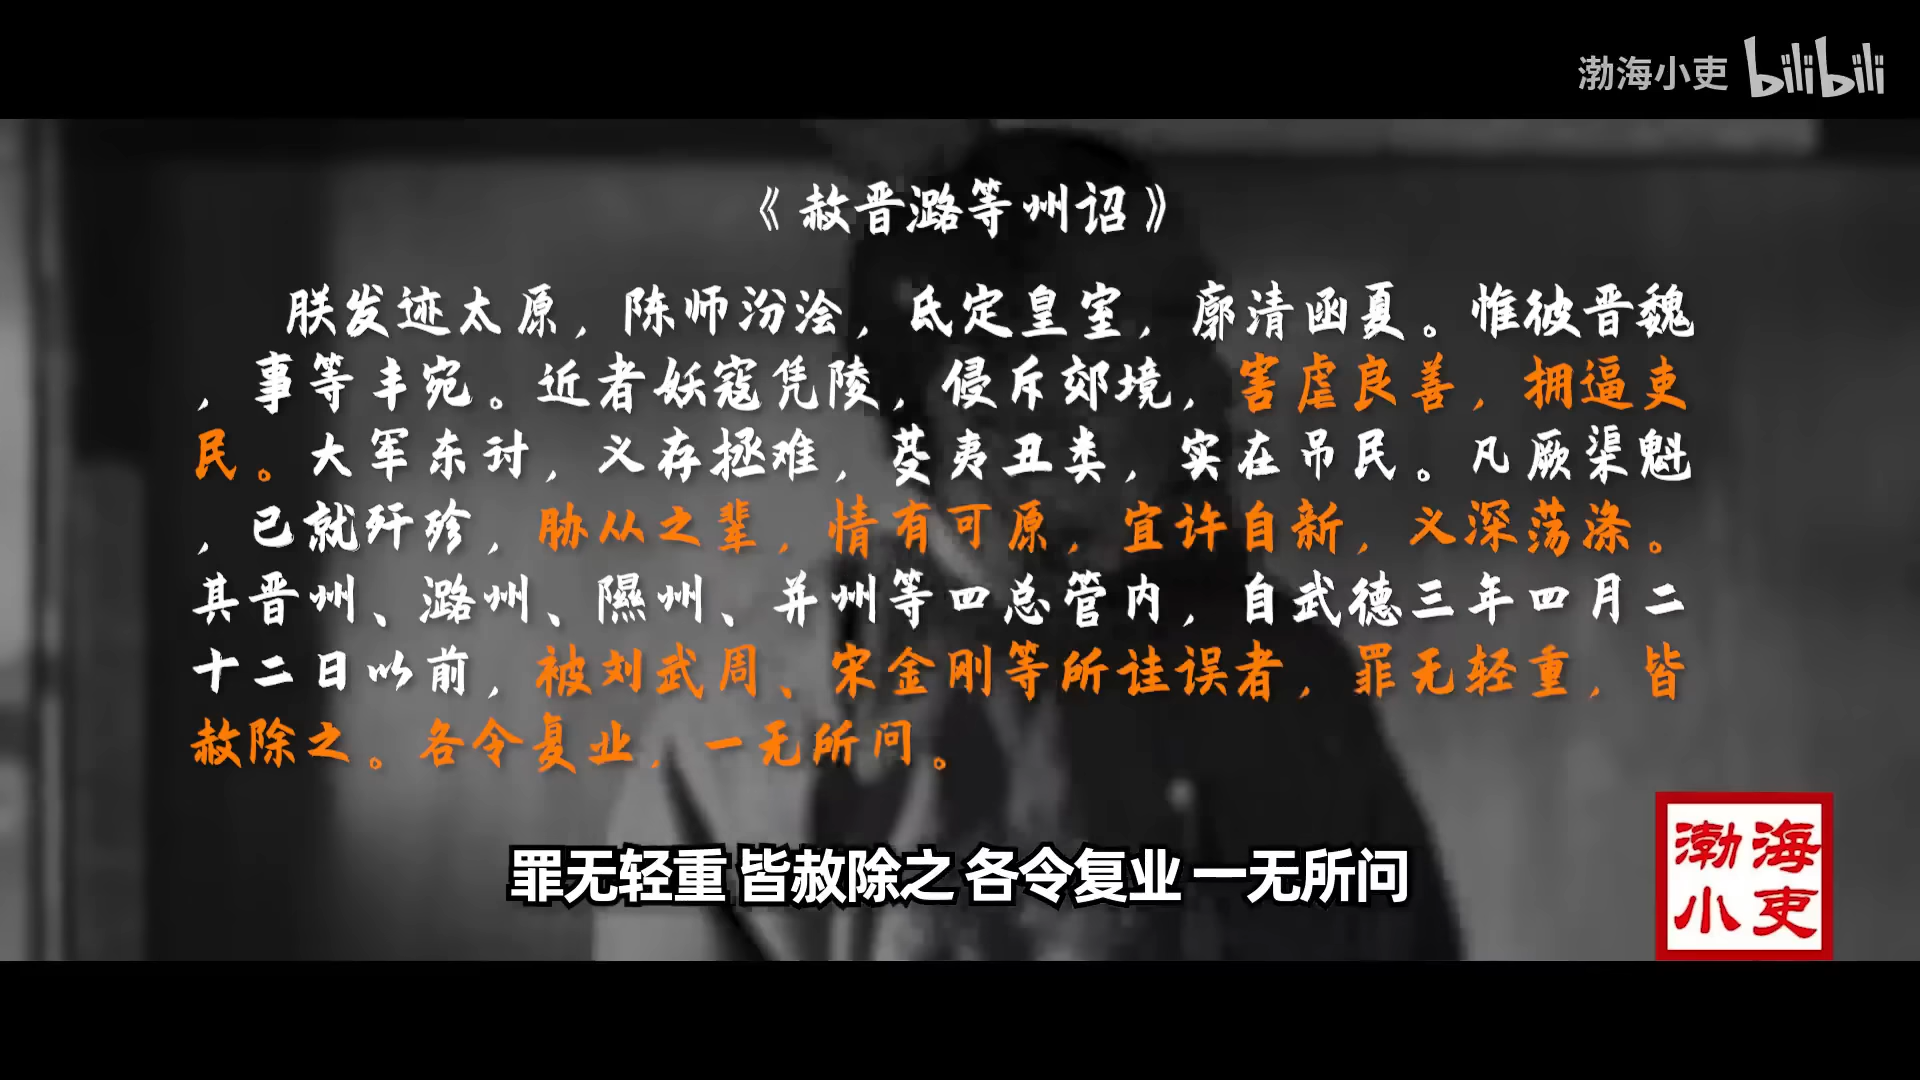 渤海小吏 bilibili
《赦晋潞等州诏》
朕发迹太原，陈师汾浍，氐定皇室，廓清函夏。惟彼晋魏
，事等丰宛。近者妖寇凭陵，侵斥郊境，害虐良善，拥逼吏
民。大军东讨，义存拯难，芟夷丑类，实在吊民。凡厥渠魁
，已就歼殄，胁从之辈，情有可原，宜许自新，义深荡涤。
其晋州、潞州、隰州、并州等四总管内，自武德三年四月二
十二日以前，被刘武周、宋金刚等所诖误者，罪无轻重，皆
赦除之。各令复业，一无所问。
罪无轻重 皆赦除之 各令复业 一无所问
渤海
小吏